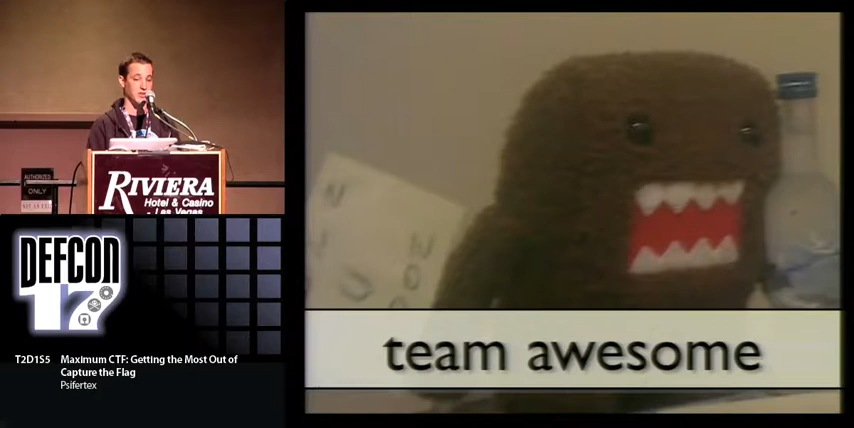 AUTHORIZED
ONLY
RIVIERA
Hotel & Casino
Las Vegas
DEFCON
17
T2D1S5 Maximum CTF: Getting the Most Out of
Capture the Flag
Psifertex
team awesome